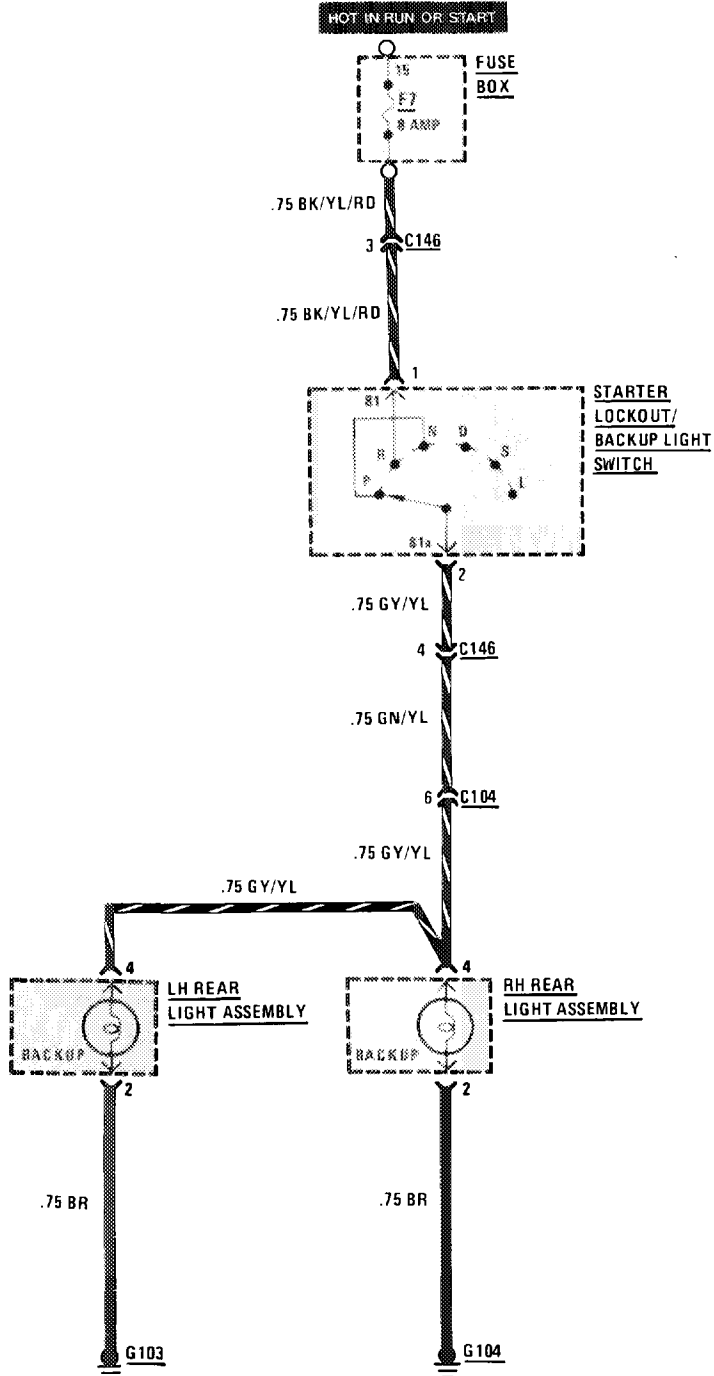 HOT IN RUN OR START
FUSE
BOX
15
F7
8 AMP
.75 BK/YL/RD
3
C146
.75 BK/YL/RD
1
81
STARTER
LOCKOUT/
BACKUP LIGHT
SWITCH
N
D
R
S
P
L
81a
2
.75 GY/YL
4
C146
.75 GN/YL
6
C104
.75 GY/YL
.75 GY/YL
4
LH REAR
LIGHT ASSEMBLY
BACKUP
2
4
RH REAR
LIGHT ASSEMBLY
BACKUP
2
.75 BR
.75 BR
G103
G104